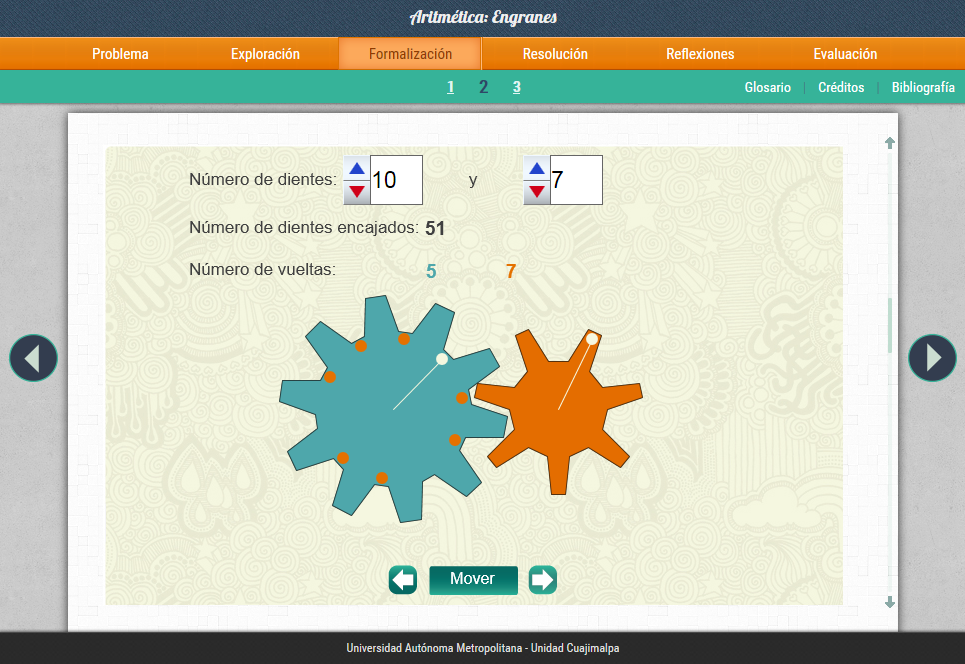 Aritmética: Engranes
Problema Exploración Formalización Resolución Reflexiones Evaluación
1 2 3 Glosario | Créditos | Bibliografía
Número de dientes: 10 y 7
Número de dientes encajados: 51
Número de vueltas: 5 7
Mover
Universidad Autónoma Metropolitana - Unidad Cuajimalpa